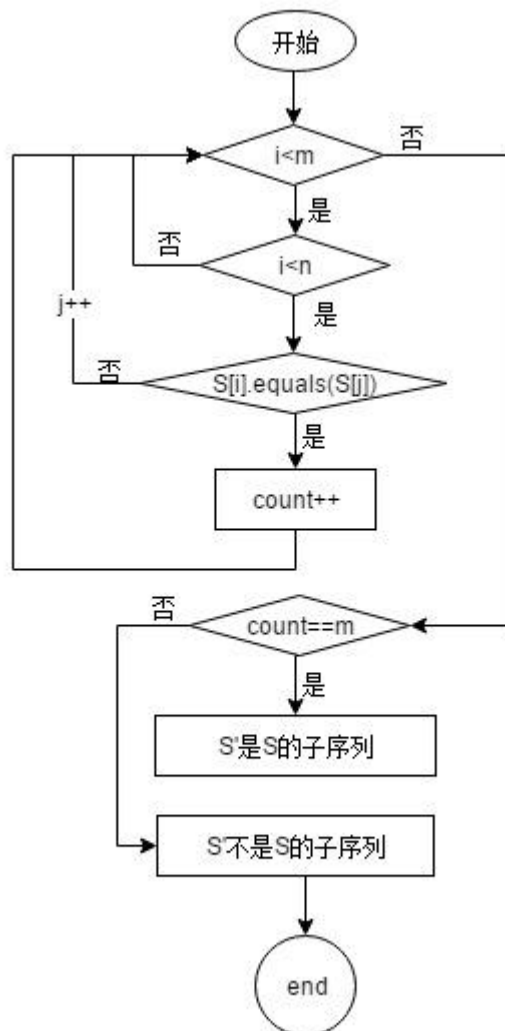 开始
i<m
否
是
i<n
否
是
j++
S[i].equals(S[j])
否
是
count++
否
count==m
是
S'是S的子序列
S'不是S的子序列
end